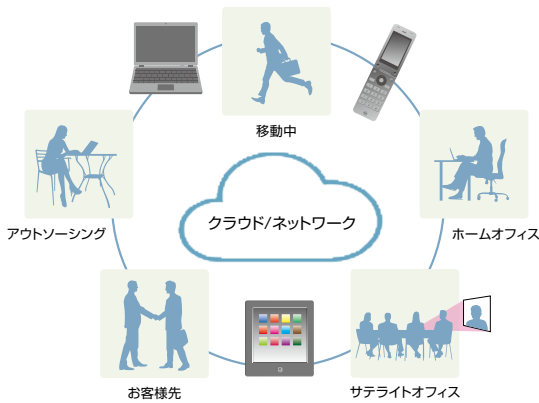 移動中
クラウド/ネットワーク
アウトソーシング
ホームオフィス
お客様先
サテライトオフィス